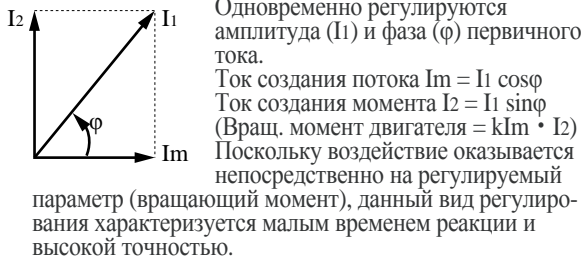 I2
I1
φ
Im
Одновременно регулируются
амплитуда (I1) и фаза (φ) первичного
тока.
Ток создания потока Im = I1 cosφ
Ток создания момента I2 = I1 sinφ
(Вращ. момент двигателя = kIm · I2)
Поскольку воздействие оказывается
непосредственно на регулируемый
параметр (вращающий момент), данный вид регулиро-
вания характеризуется малым временем реакции и
высокой точностью.